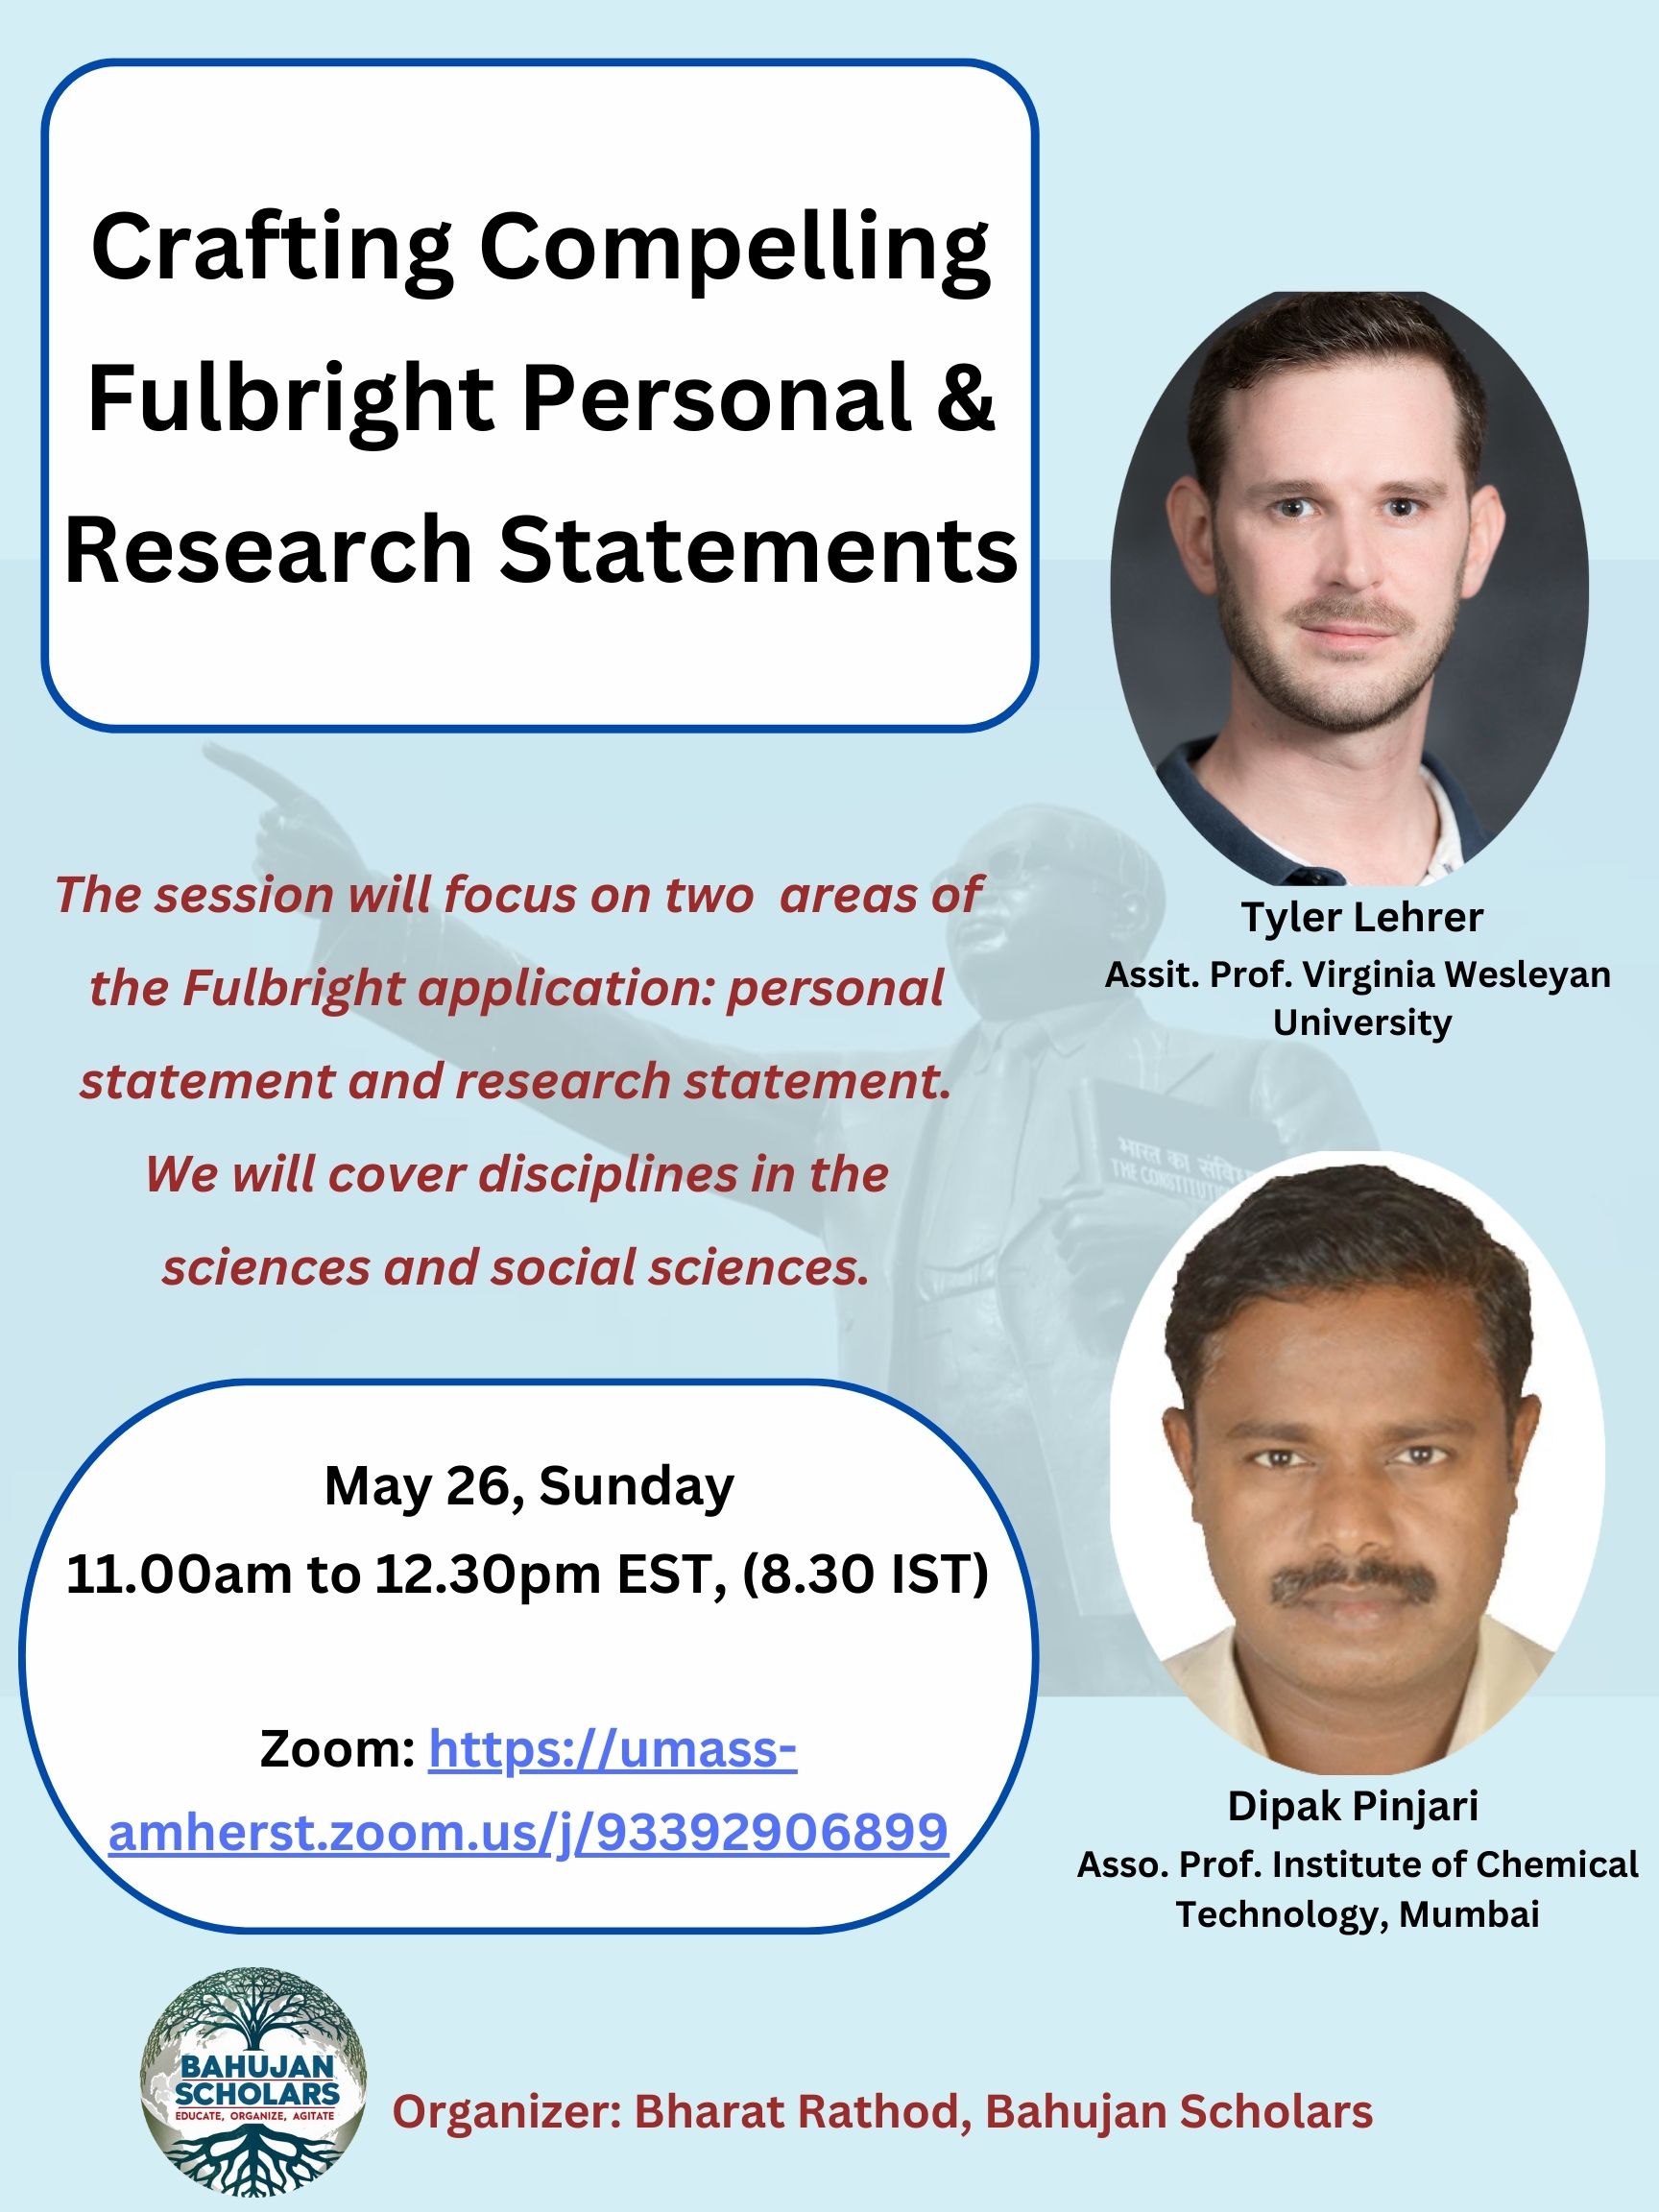 Crafting Compelling
Fulbright Personal &
Research Statements
Tyler Lehrer
Assit. Prof. Virginia Wesleyan
University
The session will focus on two  areas of
the Fulbright application: personal
statement and research statement.
We will cover disciplines in the
sciences and social sciences.
भारत का
THE
May 26, Sunday
11.00am to 12.30pm EST, (8.30 IST)
Zoom: https://umass-
amherst.zoom.us/j/93392906899
Dipak Pinjari
Asso. Prof. Institute of Chemical
Technology, Mumbai
BAHUJAN
SCHOLARS
EDUCATE, ORGANIZE, AGITATE
Organizer: Bharat Rathod, Bahujan Scholars